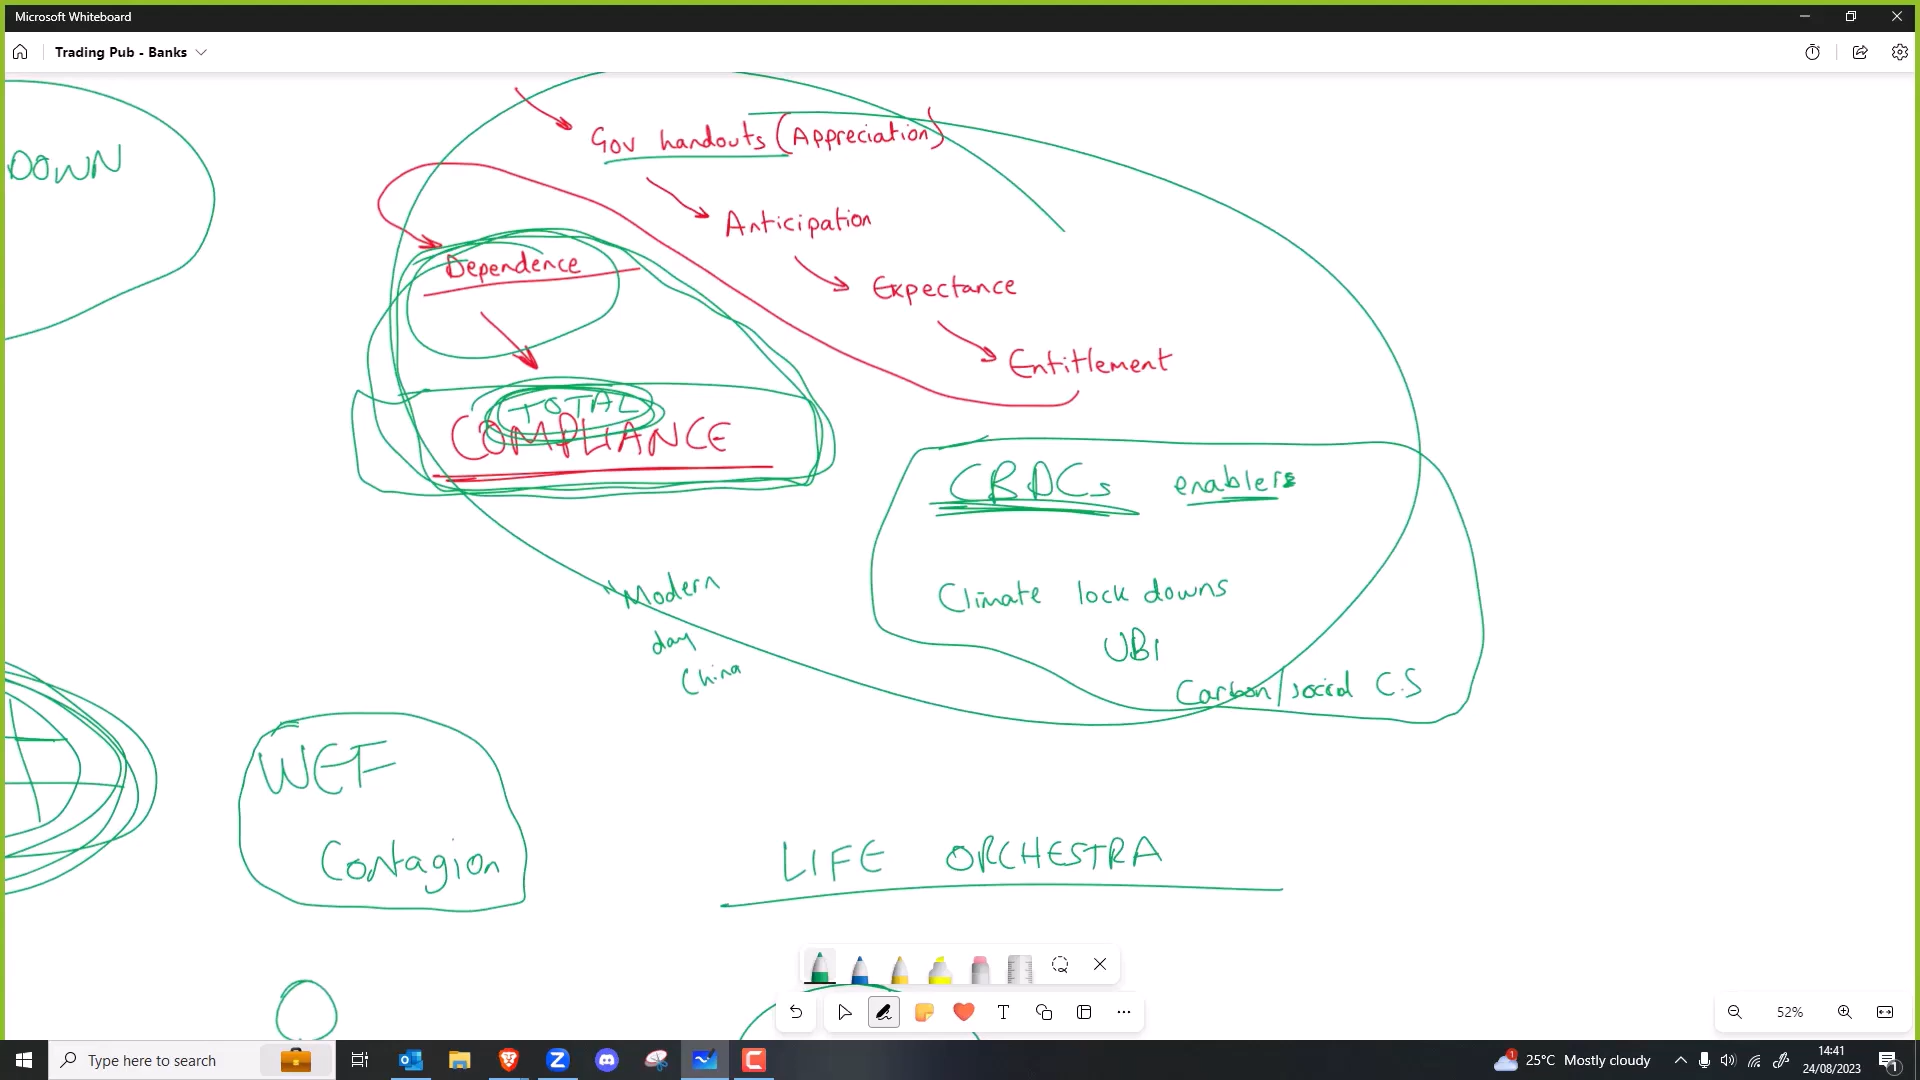 Microsoft Whiteboard
Trading Pub - Banks
DOWN
Gov handouts (Appreciation)
Anticipation
Dependence
Expectance
Entitlement
TOTAL
COMPLIANCE
CBDCs enablers
Modern
day
China
Climate lock downs
UBI
Carbon/social C.S
WEF
Contagion
LIFE ORCHESTRA
52%
Type here to search
1
25°C Mostly cloudy
14:41
24/08/2023
1